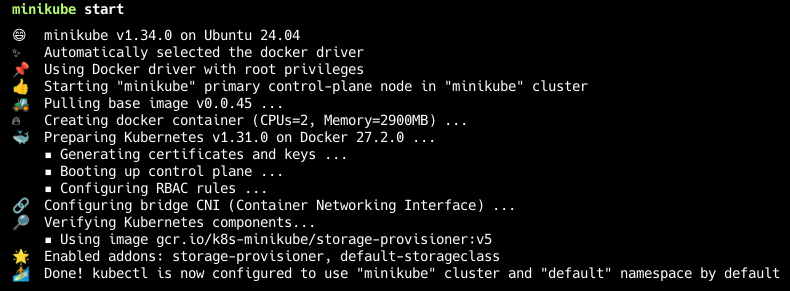 minikube start
😄 minikube v1.34.0 on Ubuntu 24.04
✨ Automatically selected the docker driver
📌 Using Docker driver with root privileges
👍 Starting "minikube" primary control-plane node in "minikube" cluster
🚜 Pulling base image v0.0.45 ...
🔥 Creating docker container (CPUs=2, Memory=2900MB) ...
🐳 Preparing Kubernetes v1.31.0 on Docker 27.2.0 ...
▪ Generating certificates and keys ...
▪ Booting up control plane ...
▪ Configuring RBAC rules ...
🔗 Configuring bridge CNI (Container Networking Interface) ...
🔎 Verifying Kubernetes components...
▪ Using image gcr.io/k8s-minikube/storage-provisioner:v5
🌟 Enabled addons: storage-provisioner, default-storageclass
🏄 Done! kubectl is now configured to use "minikube" cluster and "default" namespace by default